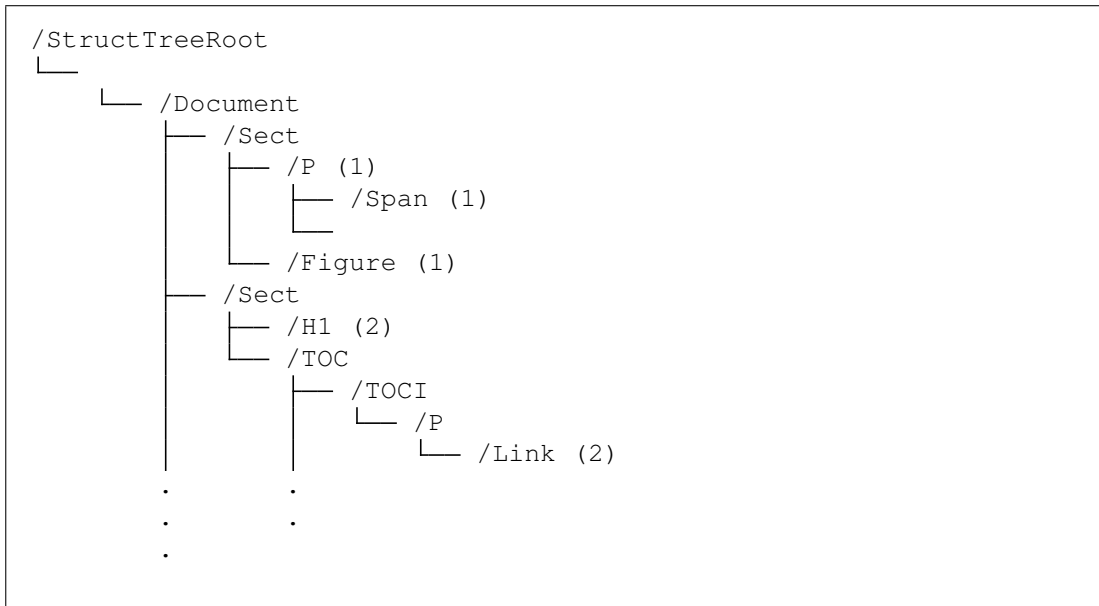 /StructTreeRoot
└──
    └── /Document
        ├── /Sect
        │   ├── /P (1)
        │   │   ├── /Span (1)
        │   │   └──
        │   └── /Figure (1)
        ├── /Sect
        │   ├── /H1 (2)
        │   └── /TOC
        │       ├── /TOCI
        │       │   └── /P
        │       │       └── /Link (2)
        .       .
        .       .
        .